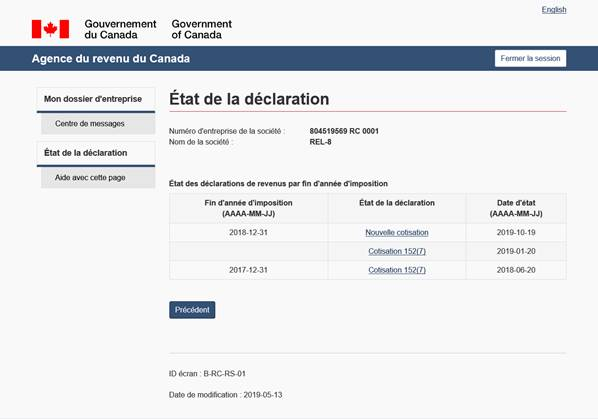 English
Gouvernement du Canada
Government of Canada
Agence du revenu du Canada
Fermer la session
Mon dossier d'entreprise
Centre de messages
État de la déclaration
Aide avec cette page
État de la déclaration
Numéro d'entreprise de la société : 804519569 RC 0001
Nom de la société : REL-8
État des déclarations de revenus par fin d'année d'imposition
Fin d'année d'imposition (AAAA-MM-JJ) État de la déclaration Date d'état (AAAA-MM-JJ)
2018-12-31 Nouvelle cotisation 2019-10-19
Cotisation 152(7) 2019-01-20
2017-12-31 Cotisation 152(7) 2018-06-20
Précédent
ID écran : B-RC-RS-01
Date de modification : 2019-05-13